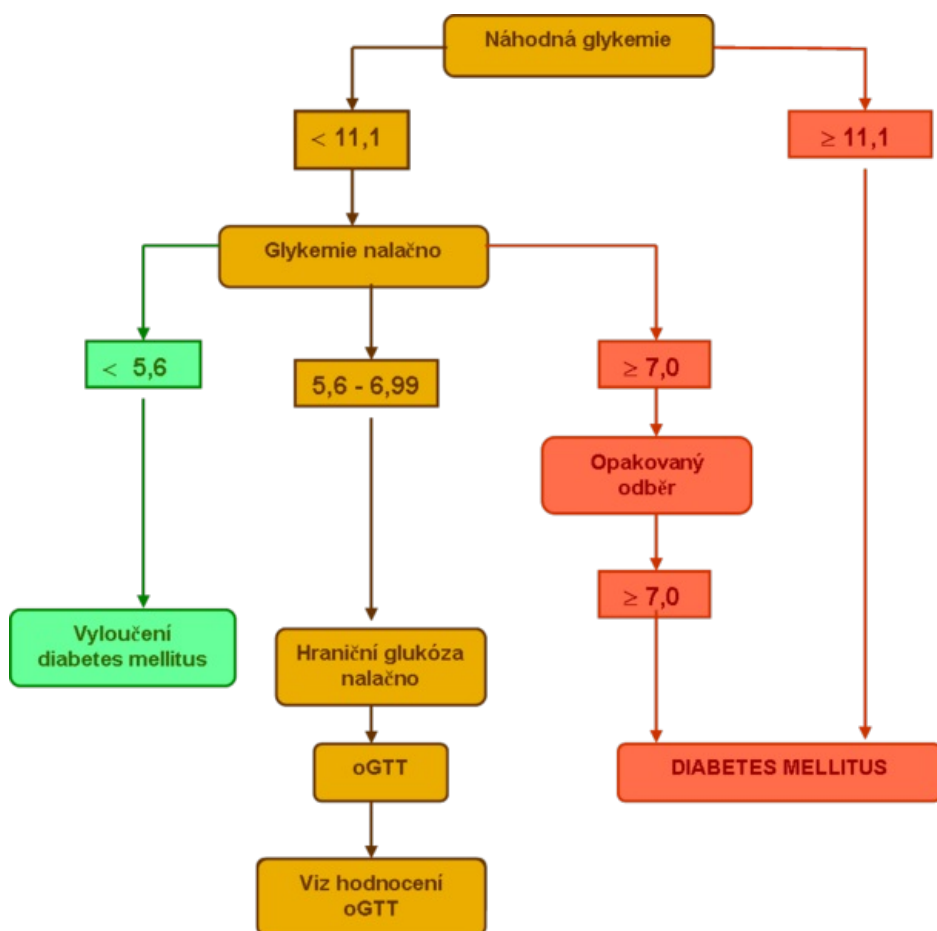 Náhodná glykemie
< 11,1
≥ 11,1
Glykemie nalačno
< 5,6
5,6 - 6,99
≥ 7,0
Opakovaný
odběr
≥ 7,0
Vyloučení
diabetes mellitus
Hraniční glukóza
nalačno
oGTT
DIABETES MELLITUS
Viz hodnocení
oGTT